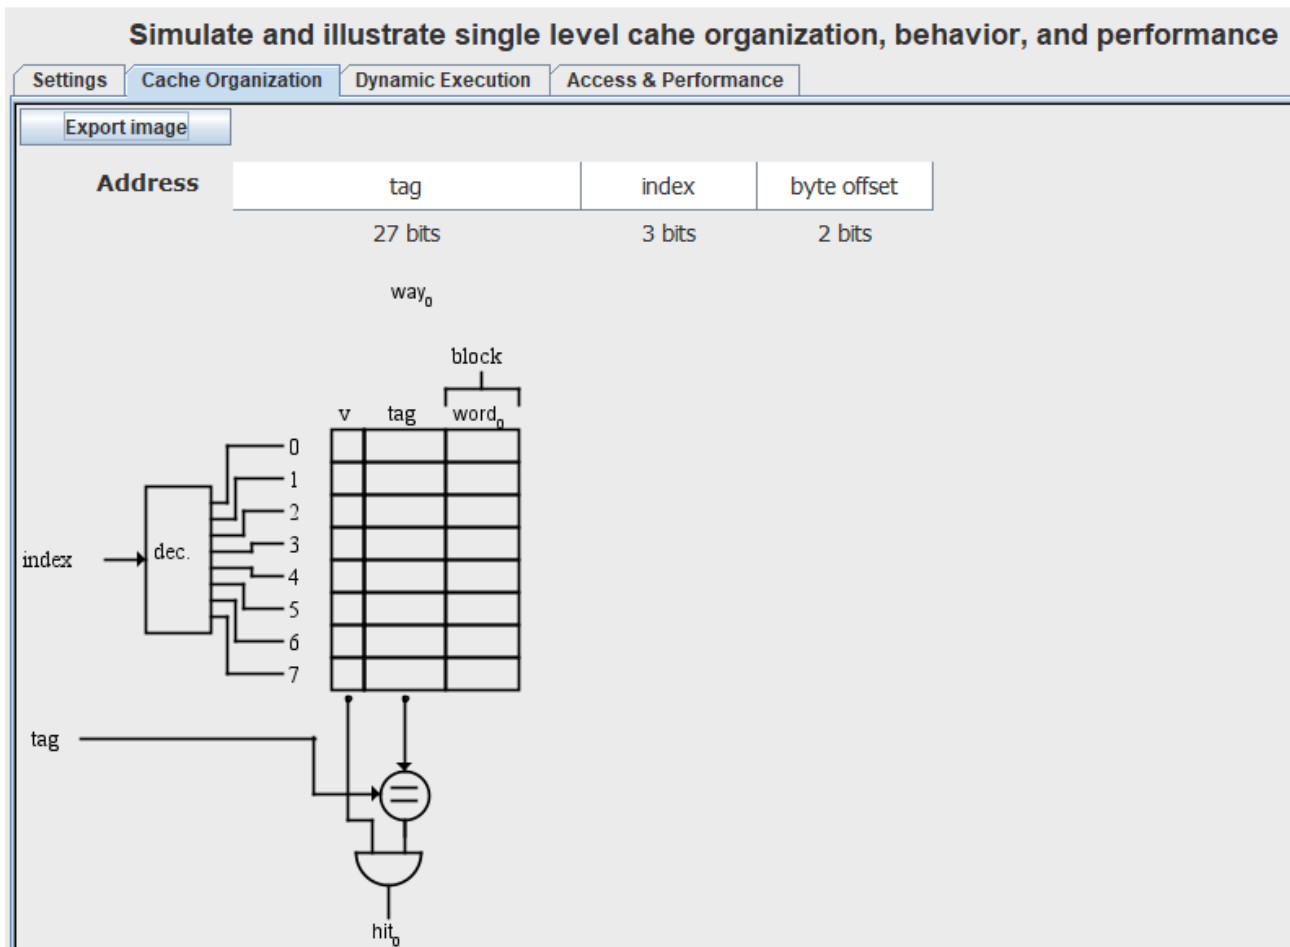 Simulate and illustrate single level cahe organization, behavior, and performance
Settings Cache Organization Dynamic Execution Access & Performance
Export image
Address tag index byte offset
27 bits 3 bits 2 bits
way0
block
v tag word0
0
1
2
3
index dec.
4
5
6
7
tag
hit0